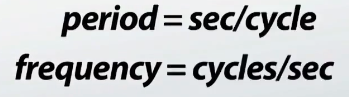 period = sec/cycle
frequency = cycles/sec